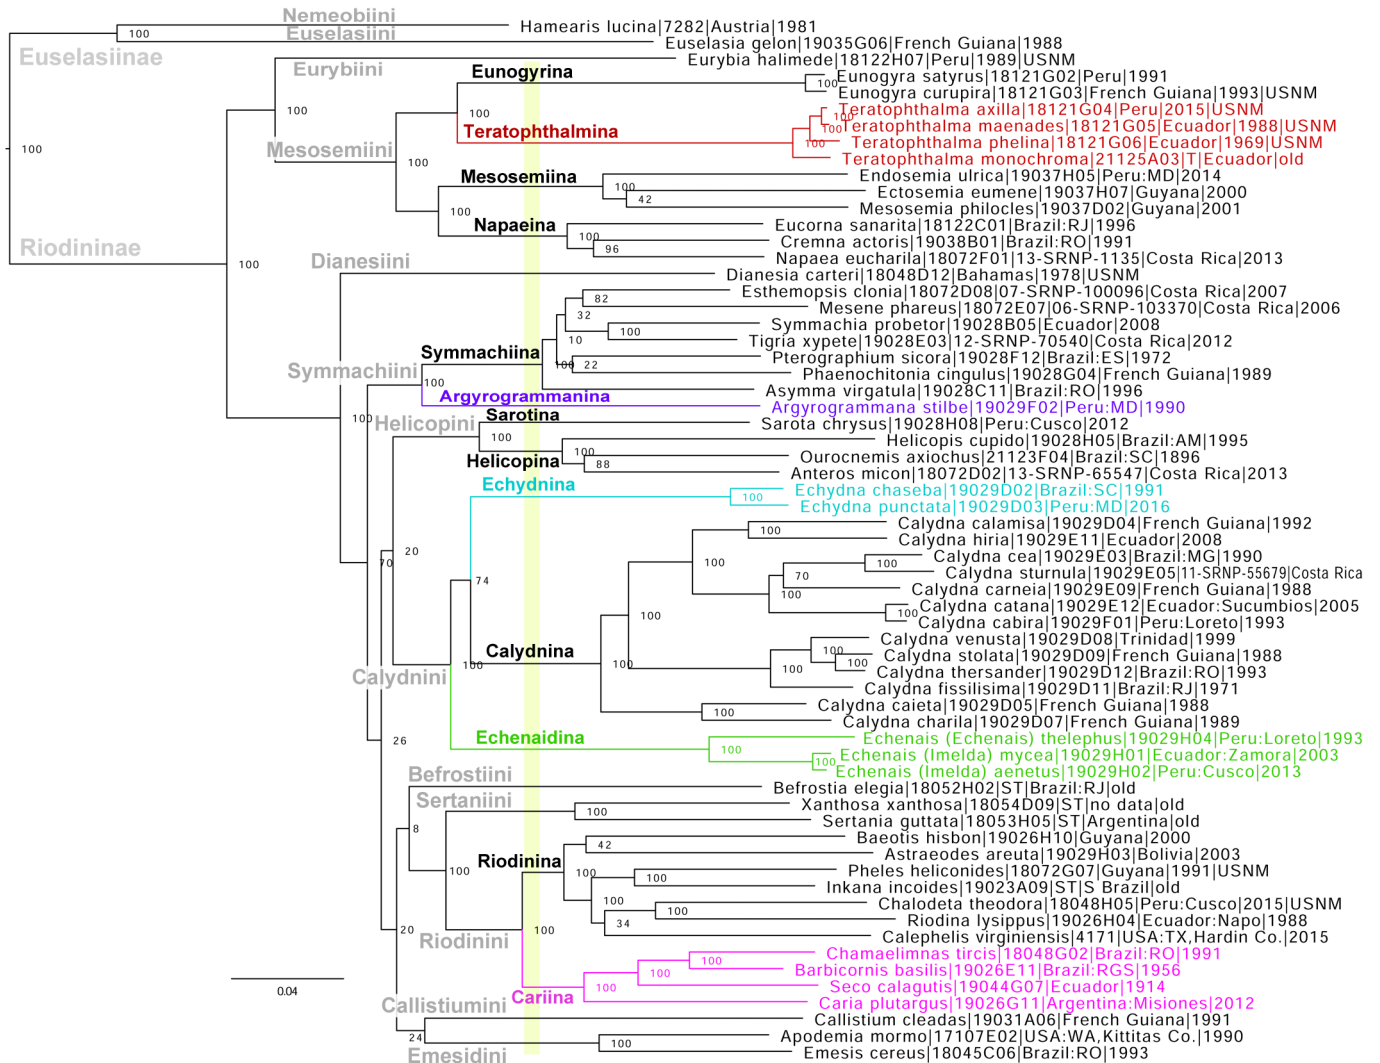 Nemeobiini
Hamearis lucina|7282|Austria|1981
100
Euselasiini
Euselasia gelon|19035G06|French Guiana|1988
Euselasiinae
Eurybia halimede|18122H07|Peru|1989|USNM
Eurybiini
Eunogyrina
Eunogyra satyrus|18121G02|Peru|1991
100
Eunogyra curupira|18121G03|French Guiana|1993|USNM
100
100
Teratophthalma axilla|18121G04|Peru|2015|USNM
100
Teratophthalmina
100
Teratophthalma maenades|18121G05|Ecuador|1988|USNM
100
Teratophthalma phelina|18121G06|Ecuador|1969|USNM
100
Mesosemiini
Teratophthalma monochroma|21125A03|T|Ecuador|old
100
Mesosemiina
Endosemia ulrica|19037H05|Peru:MD|2014
100
Ectosemia eumene|19037H07|Guyana|2000
42
Mesosemia philocles|19037D02|Guyana|2001
100
Napaeina
Eucorna sanarita|18122C01|Brazil:RJ|1996
100
Cremna actoris|19038B01|Brazil:RO|1991
96
Riodininae
Napaea eucharila|18072F01|13-SRNP-1135|Costa Rica|2013
100
Dianesiini
Dianesia carteri|18048D12|Bahamas|1978|USNM
Esthemopsis clonia|18072D08|07-SRNP-100096|Costa Rica|2007
82
Mesene phareus|18072E07|06-SRNP-103370|Costa Rica|2006
32
Symmachia probetor|19028B05|Ecuador|2008
100
10
Tigria xypete|19028E03|12-SRNP-70540|Costa Rica|2012
Symmachiina
Pterographium sicora|19028F12|Brazil:ES|1972
100
22
Symmachiini
Phaenochitonia cingulus|19028G04|French Guiana|1989
100
Asymma virgatula|19028C11|Brazil:RO|1996
Argyrogrammanina
Argyrogrammana stilbe|19029F02|Peru:MD|1990
100
Helicopini
Sarotina
Sarota chrysus|19028H08|Peru:Cusco|2012
100
Helicopis cupido|19028H05|Brazil:AM|1995
100
Ourocnemis axiochus|21123F04|Brazil:SC|1896
Helicopina
88
Anteros micon|18072D02|13-SRNP-65547|Costa Rica|2013
Echydnina
Echydna chaseba|19029D02|Brazil:SC|1991
100
Echydna punctata|19029D03|Peru:MD|2016
Calydna calamisa|19029D04|French Guiana|1992
100
Calydna hiria|19029E11|Ecuador|2008
20
70
Calydna cea|19029E03|Brazil:MG|1990
100
100
Calydna sturnula|19029E05|11-SRNP-55679|Costa Rica
74
70
Calydna carneia|19029E09|French Guiana|1988
100
Calydna catana|19029E12|Ecuador:Sucumbios|2005
100
100
Calydna cabira|19029F01|Peru:Loreto|1993
Calydna venusta|19029D08|Trinidad|1999
100
Calydnina
Calydna stolata|19029D09|French Guiana|1988
100
100
100
100
Calydna thersander|19029D12|Brazil:RO|1993
Calydnini
Calydna fissilisima|19029D11|Brazil:RJ|1971
Calydna caieta|19029D05|French Guiana|1988
100
Calydna charila|19029D07|French Guiana|1989
26
Echenaidina
Echenais (Echenais) thelephus|19029H04|Peru:Loreto|1993
100
Echenais (Imelda) mycea|19029H01|Ecuador:Zamora|2003
100
Echenais (Imelda) aenetus|19029H02|Peru:Cusco|2013
Befrostiini
Befrostia elegia|18052H02|ST|Brazil:RJ|old
Sertaniini
Xanthosa xanthosa|18054D09|ST|no data|old
100
Sertania guttata|18053H05|ST|Argentina|old
8
Baeotis hisbon|19026H10|Guyana|2000
42
Astraeodes areuta|19029H03|Bolivia|2003
Riodinina
100
100
Pheles heliconides|18072G07|Guyana|1991|USNM
100
Inkana incoides|19023A09|ST|S Brazil|old
100
Chalodeta theodora|18048H05|Peru:Cusco|2015|USNM
100
Riodina lysippus|19026H04|Ecuador:Napo|1988
34
20
100
Calephelis virginiensis|4171|USA:TX,Hardin Co.|2015
Riodinini
Chamaelimnas tircis|18048G02|Brazil:RO|1991
100
Barbicornis basilis|19026E11|Brazil:RGS|1956
100
Seco calagutis|19044G07|Ecuador|1914
100
0.04
Cariina
Caria plutargus|19026G11|Argentina:Misiones|2012
Callistiumini
Callistium cleadas|19031A06|French Guiana|1991
24
Apodemia mormo|17107E02|USA:WA,Kittitas Co.|1990
100
Emesidini
Emesis cereus|18045C06|Brazil:RO|1993